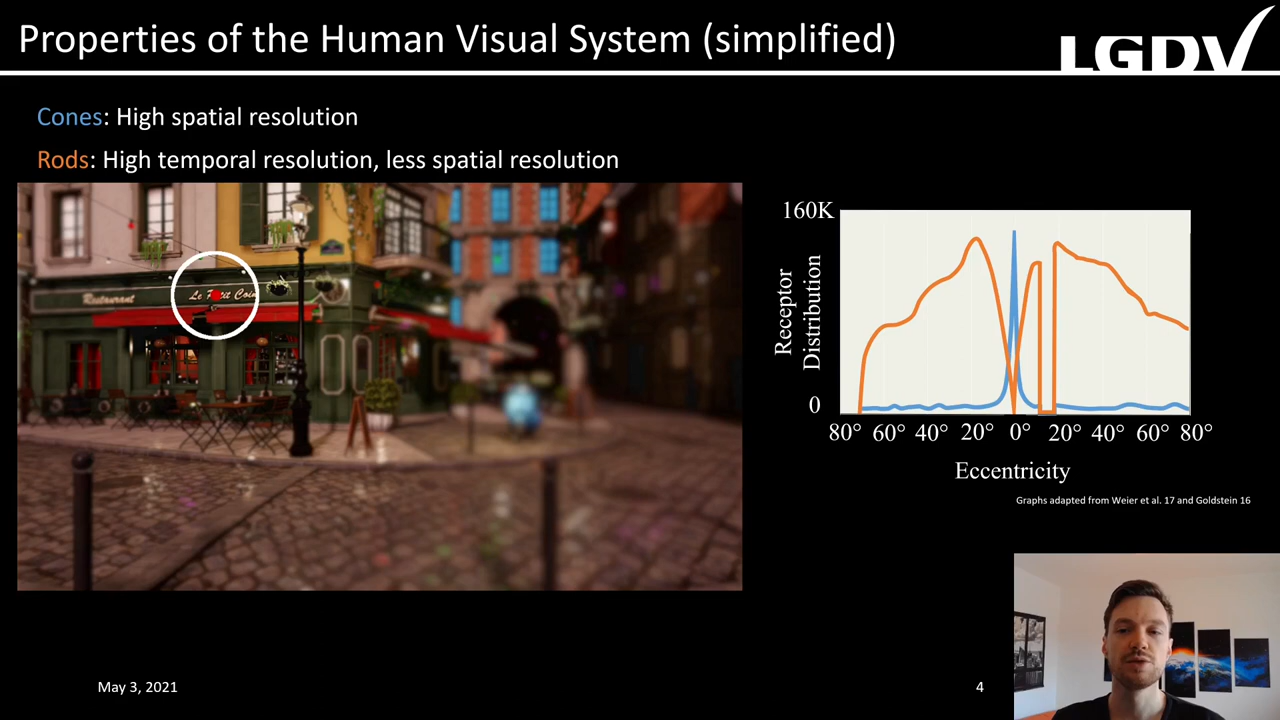 Properties of the Human Visual System (simplified)
LGDV
Cones: High spatial resolution
Rods: High temporal resolution, less spatial resolution
Restaurant
Le Petit Coin
160K
Receptor
Distribution
0
80° 60° 40° 20° 0° 20° 40° 60° 80°
Eccentricity
Graphs adapted from Weier et al. 17 and Goldstein 16
May 3, 2021
4